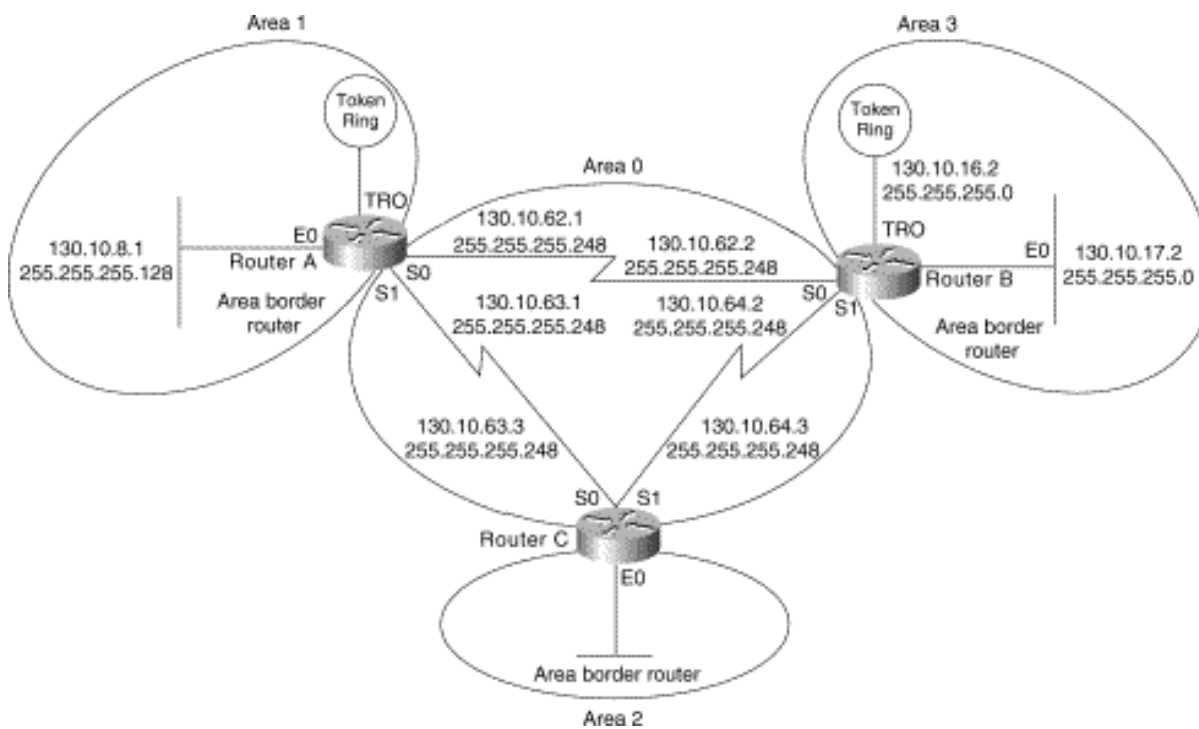 Area 1
Area 3
Token
Ring
Token
Ring
Area 0
130.10.16.2
255.255.255.0
TRO
130.10.62.1
255.255.255.248
TRO
E0
130.10.8.1
255.255.255.128
Router A
S0
S1
130.10.62.2
255.255.255.248
E0
130.10.17.2
255.255.255.0
Router B
S0
S1
Area border
router
130.10.63.1
255.255.255.248
130.10.64.2
255.255.255.248
Area border
router
130.10.63.3
255.255.255.248
130.10.64.3
255.255.255.248
S0
S1
Router C
E0
Area border router
Area 2